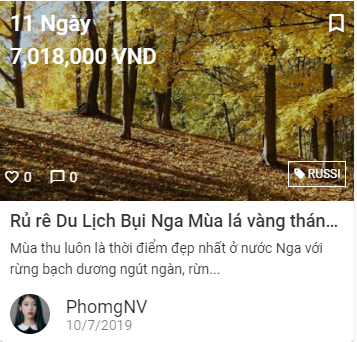 11 Ngày
7,018,000 VND
0 0
RUSSI
Rủ rê Du Lịch Bụi Nga Mùa lá vàng thán...
Mùa thu luôn là thời điểm đẹp nhất ở nước Nga với
rừng bạch dương ngút ngàn, rừn...
PhomgNV
10/7/2019